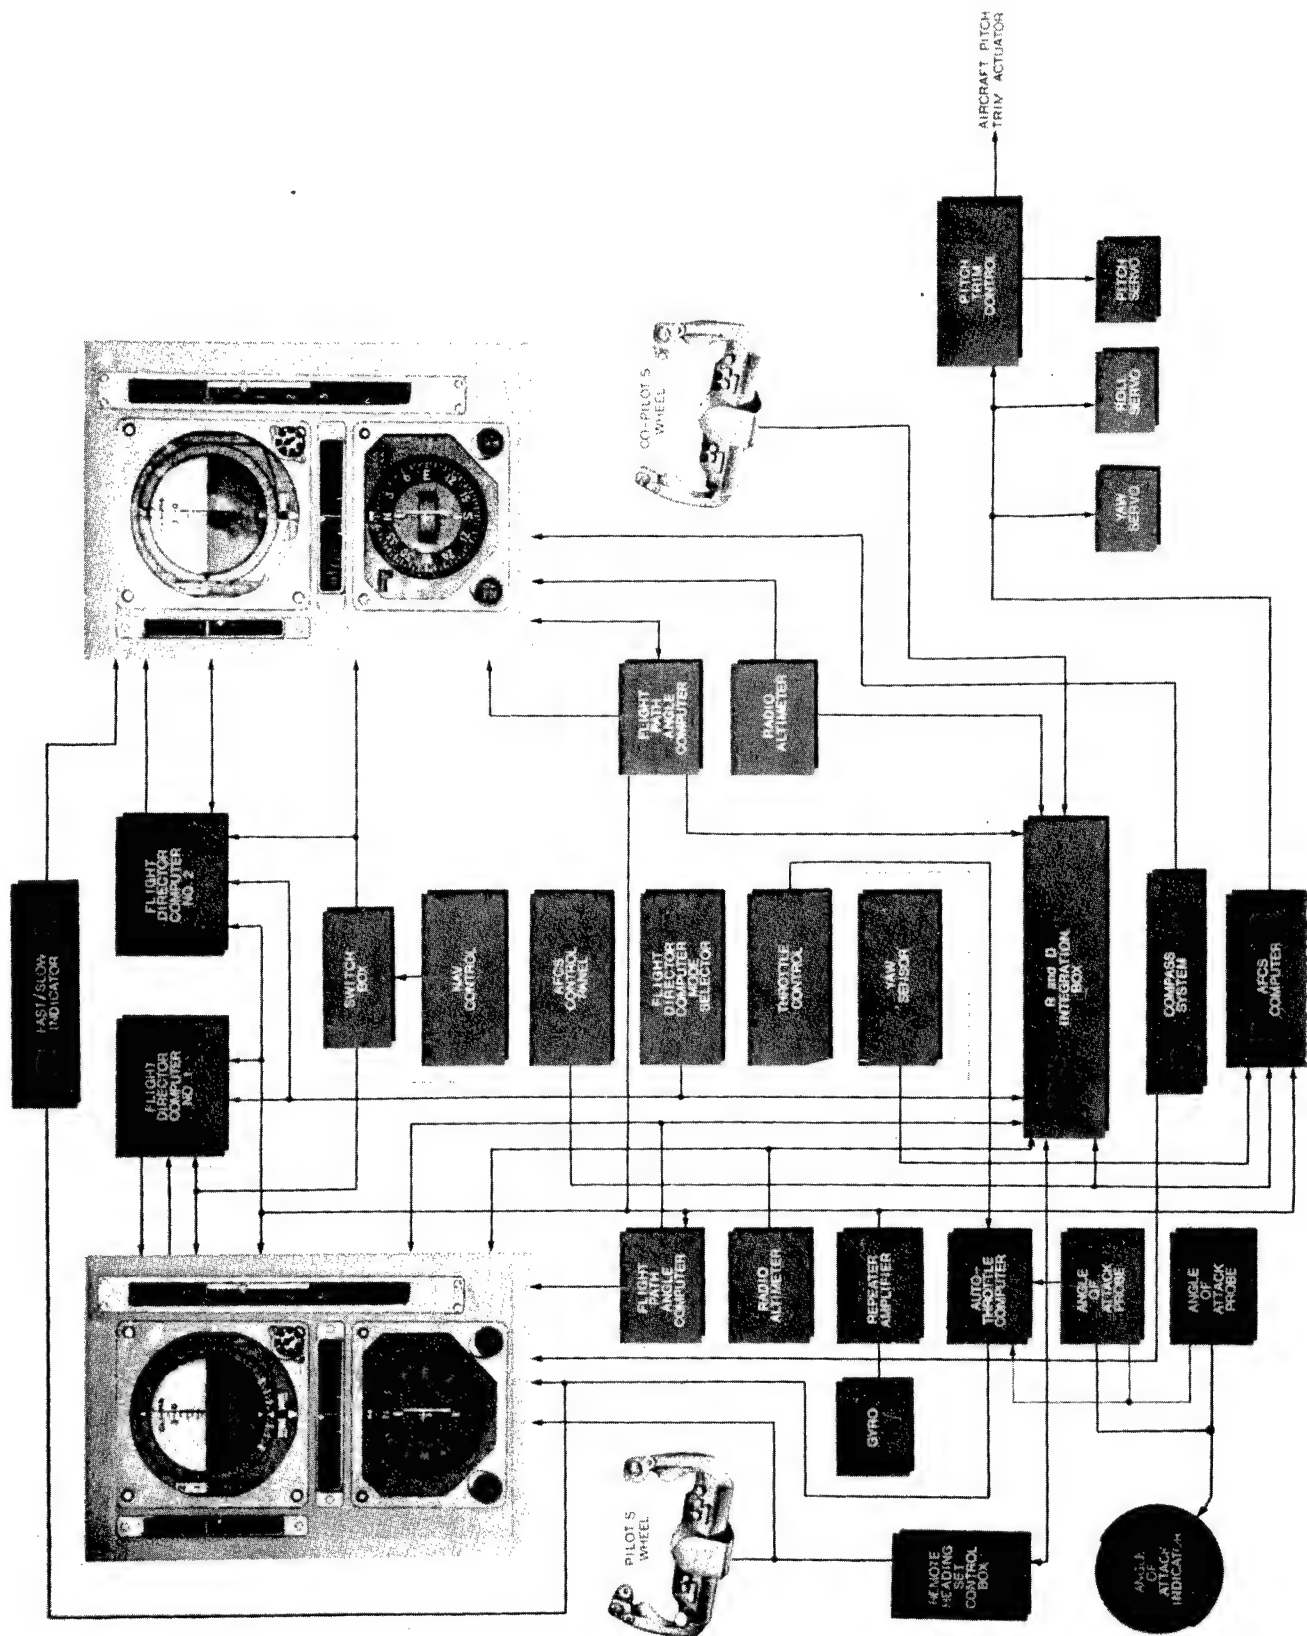 FAST/SLOW
INDICATOR
FLIGHT
DIRECTOR
COMPUTER
NO. 1
FLIGHT
DIRECTOR
COMPUTER
NO. 2
SWITCH
BOX
NAV
CONTROL
AFCS
CONTROL
PANEL
FLIGHT
DIRECTOR
COMPUTER
MODE
SELECTOR
THROTTLE
CONTROL
YAW
SENSOR
FLIGHT
PATH
ANGLE
COMPUTER
RADIO
ALTIMETER
CO-PILOT S
WHEEL
FLIGHT
PATH
ANGLE
COMPUTER
RADIO
ALTIMETER
REPEATER
AMPLIFIER
AUTO-
THROTTLE
COMPUTER
ANGLE
OF
ATTACK
PROBE
ANGLE
OF
ATTACK
PROBE
GYRO
PILOT S
WHEEL
REMOTE
HEADING
SET
CONTROL
BOX
ANGLE
OF
ATTACK
INDICATOR
R and D
INTEGRATION
BOX
COMPASS
SYSTEM
AFCS
COMPUTER
PITCH
TRIM
CONTROL
YAW
SERVO
ROLL
SERVO
PITCH
SERVO
AIRCRAFT PITCH
TRIM ACTUATOR